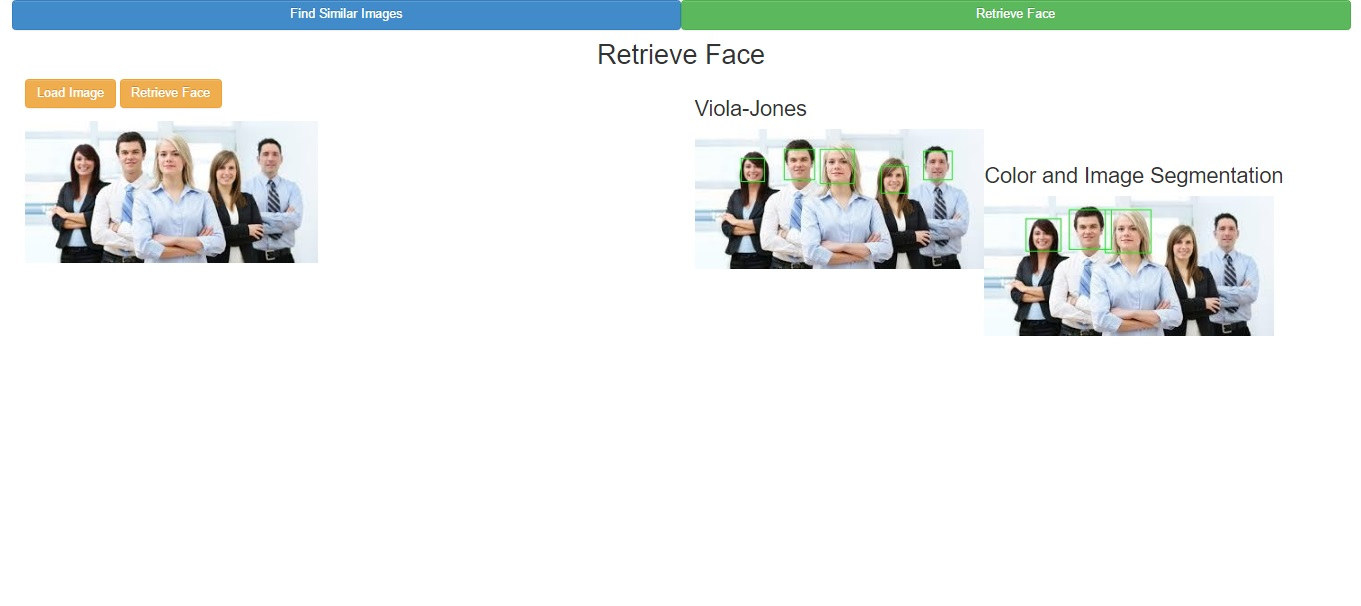 Find Similar Images
Retrieve Face
Retrieve Face
Load Image
Retrieve Face
Viola-Jones
Color and Image Segmentation